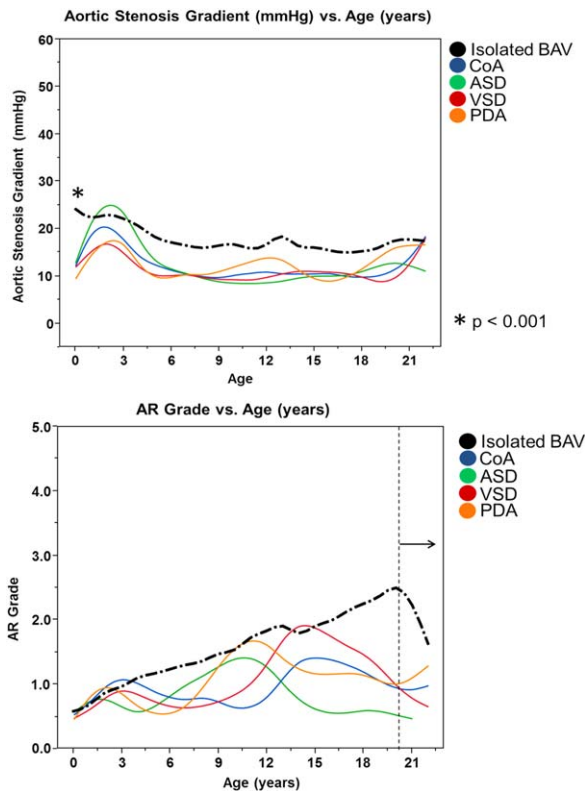 Aortic Stenosis Gradient (mmHg) vs. Age (years)
60
50
40
30
20
10
0
Aortic Stenosis Gradient (mmHg)
*
0 3 6 9 12 15 18 21
Age
Isolated BAV
CoA
ASD
VSD
PDA
* p < 0.001
AR Grade vs. Age (years)
5.0
4.0
3.0
2.0
1.0
0.0
AR Grade
0 3 6 9 12 15 18 21
Age (years)
Isolated BAV
CoA
ASD
VSD
PDA